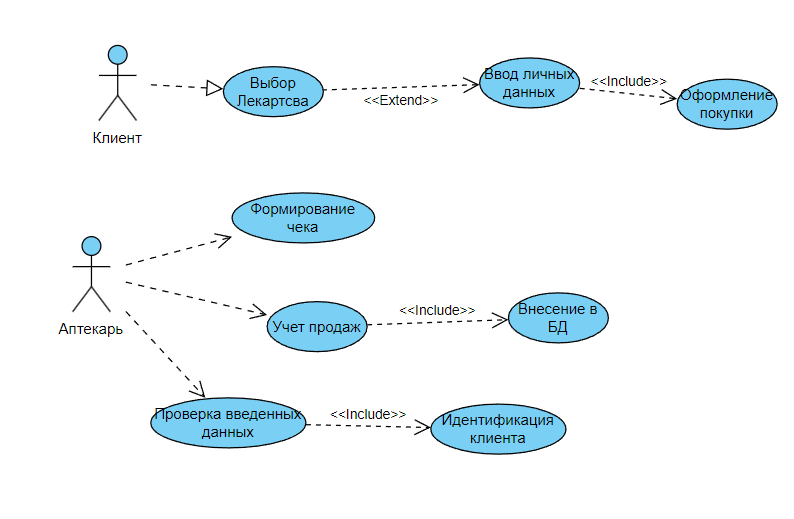 Клиент
Выбор
Лекартсва
<<Extend>>
Ввод личных
данных
<<Include>>
Оформление
покупки
Аптекарь
Формирование
чека
Учет продаж
<<Include>>
Внесение в
БД
Проверка введенных
данных
<<Include>>
Идентификация
клиента